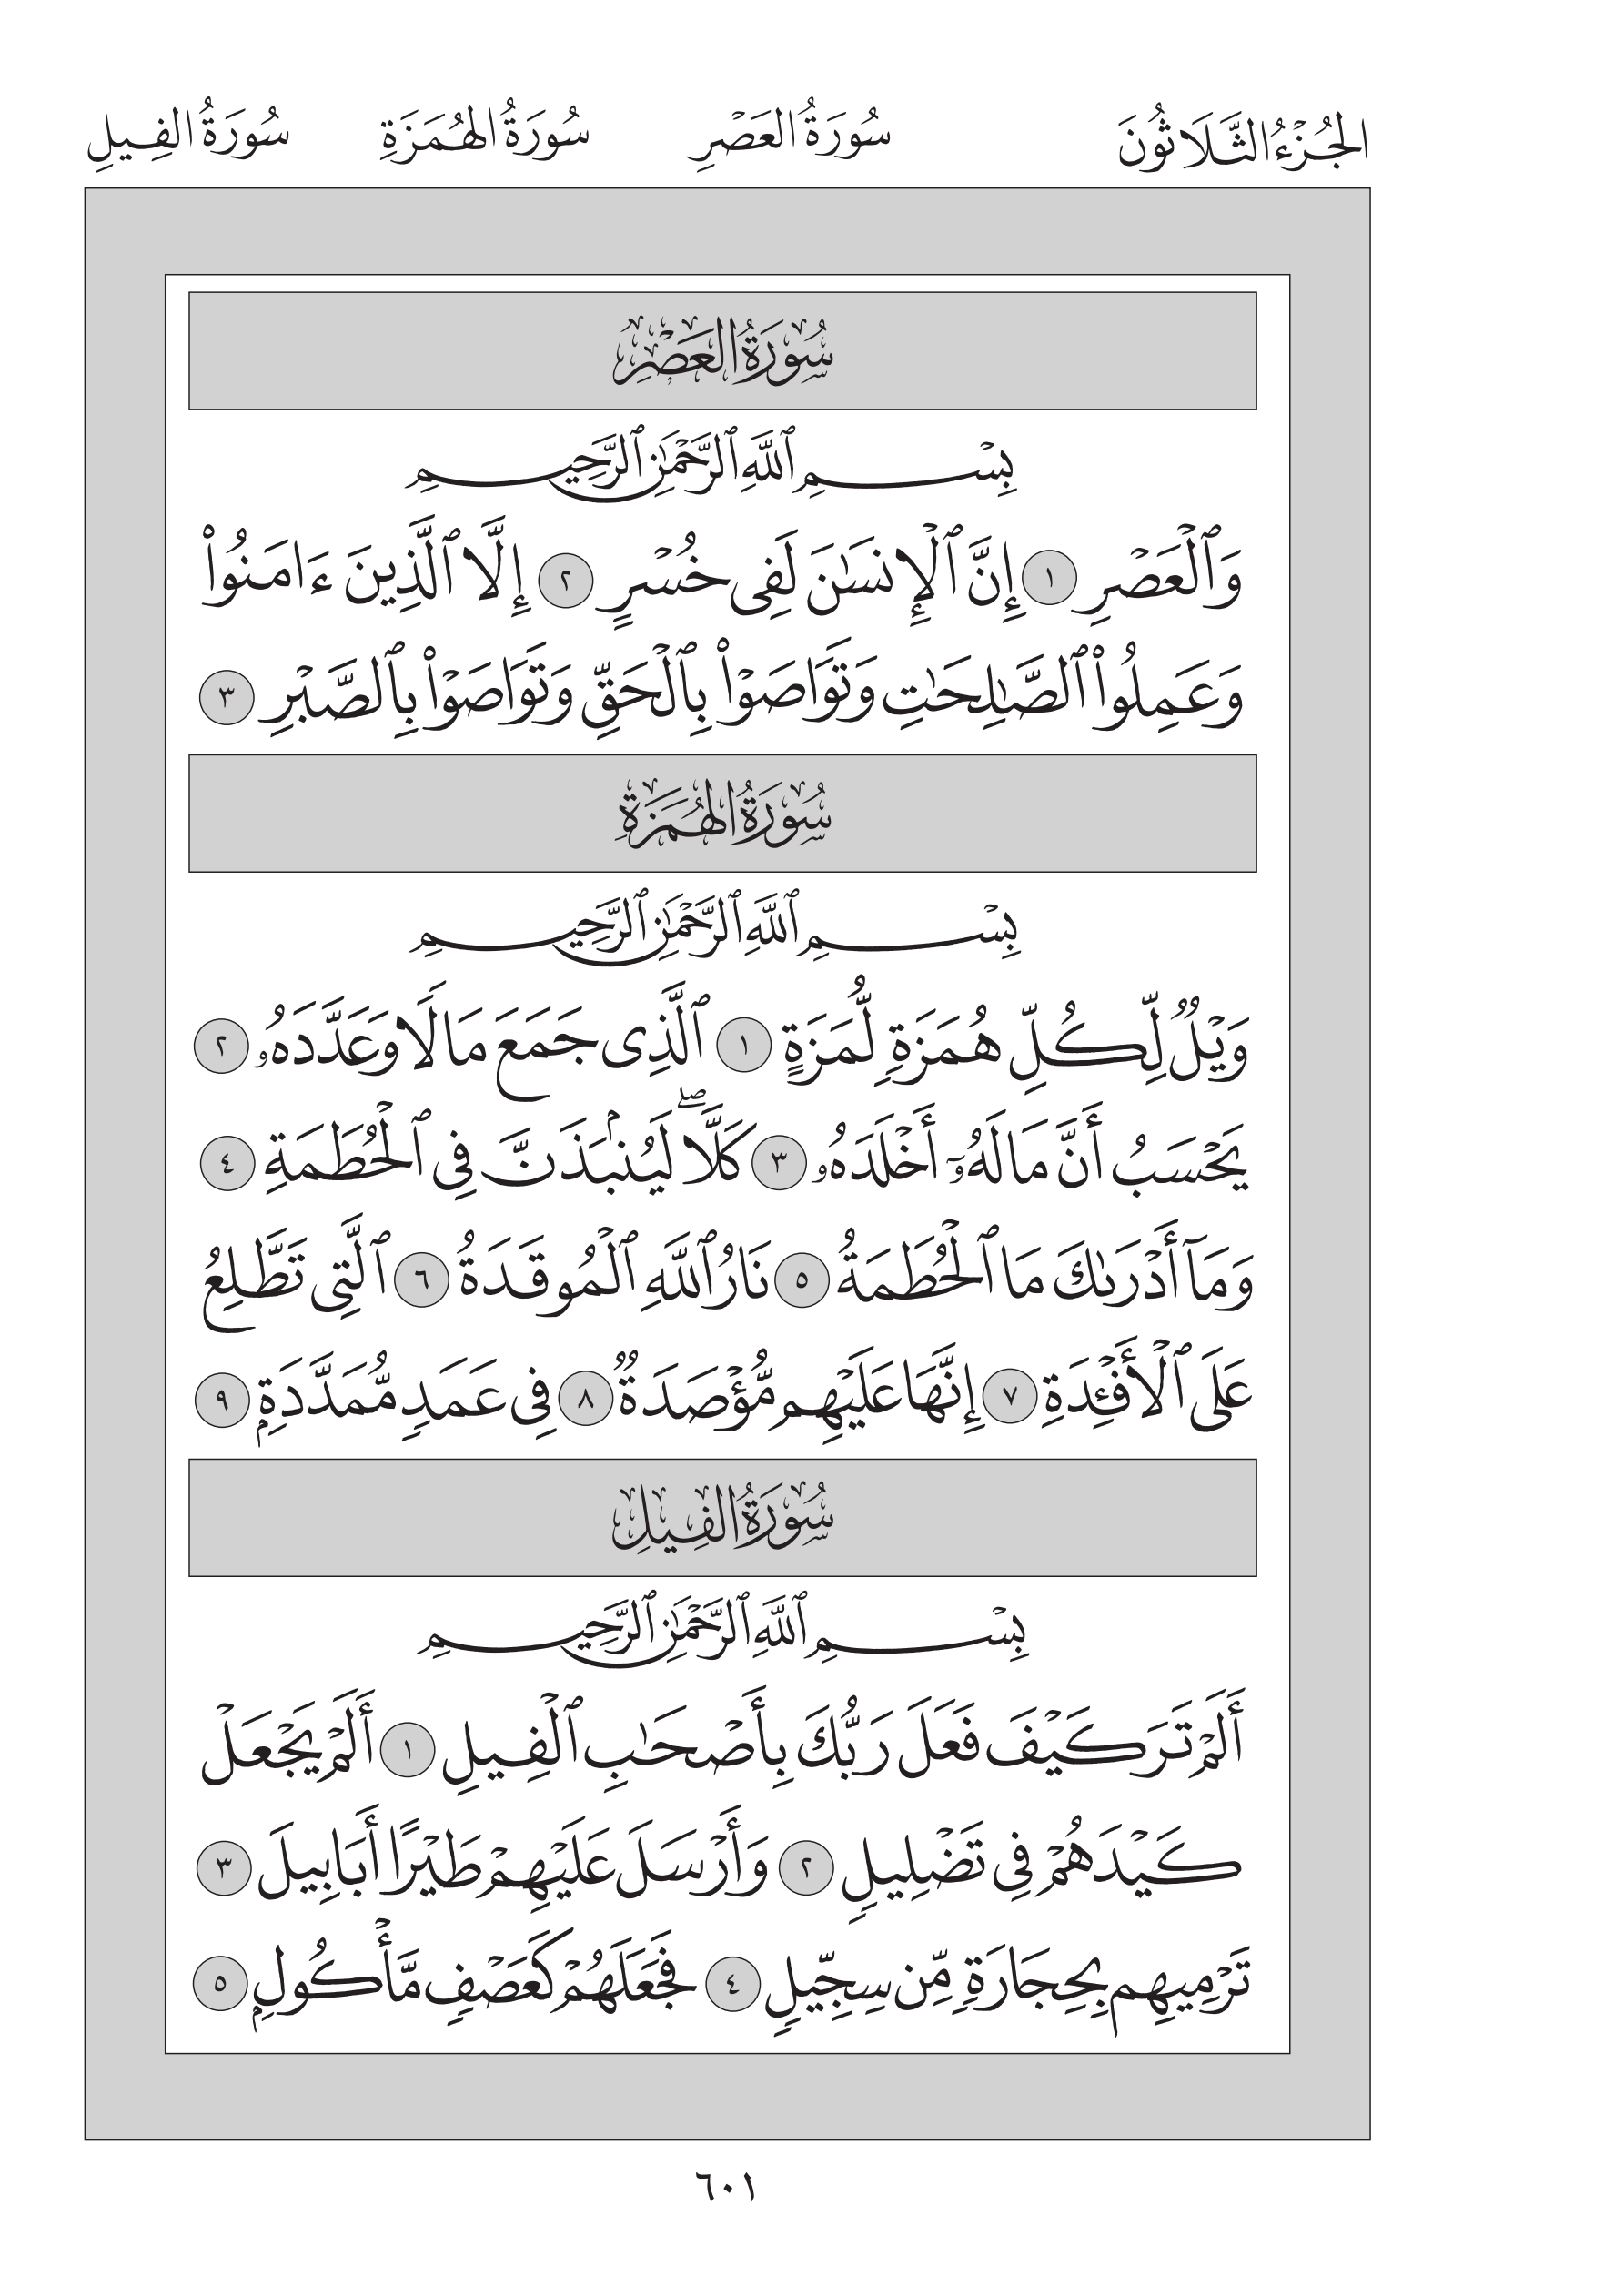 الجُزْءُ الثَّلَاثُونَ سُورَةُ العَصْرِ سُورَةُ الهُمَزَةِ سُورَةُ الفِيلِ
سُورَةُ العَصْرِ
بِسْمِ ٱللَّهِ ٱلرَّحْمَٰنِ ٱلرَّحِيمِ
وَٱلْعَصْرِ ١ إِنَّ ٱلْإِنسَٰنَ لَفِى خُسْرٍ ٢ إِلَّا ٱلَّذِينَ ءَامَنُوا۟
وَعَمِلُوا۟ ٱلصَّٰلِحَٰتِ وَتَوَاصَوْا۟ بِٱلْحَقِّ وَتَوَاصَوْا۟ بِٱلصَّبْرِ ٣
سُورَةُ الهُمَزَةِ
بِسْمِ ٱللَّهِ ٱلرَّحْمَٰنِ ٱلرَّحِيمِ
وَيْلٌ لِّكُلِّ هُمَزَةٍ لُّمَزَةٍ ١ ٱلَّذِى جَمَعَ مَالًا وَعَدَّدَهُۥ ٢
يَحْسَبُ أَنَّ مَالَهُۥٓ أَخْلَدَهُۥ ٣ كَلَّا ۖ لَيُنۢبَذَنَّ فِى ٱلْحُطَمَةِ ٤
وَمَآ أَدْرَىٰكَ مَا ٱلْحُطَمَةُ ٥ نَارُ ٱللَّهِ ٱلْمُوقَدَةُ ٦ ٱلَّتِى تَطَّلِعُ
عَلَى ٱلْأَفْـِٔدَةِ ٧ إِنَّهَا عَلَيْهِم مُّؤْصَدَةٌ ٨ فِى عَمَدٍ مُّمَدَّدَةٍۭ ٩
سُورَةُ الفِيلِ
بِسْمِ ٱللَّهِ ٱلرَّحْمَٰنِ ٱلرَّحِيمِ
أَلَمْ تَرَ كَيْفَ فَعَلَ رَبُّكَ بِأَصْحَٰبِ ٱلْفِيلِ ١ أَلَمْ يَجْعَلْ
كَيْدَهُمْ فِى تَضْلِيلٍ ٢ وَأَرْسَلَ عَلَيْهِمْ طَيْرًا أَبَابِيلَ ٣
تَرْمِيهِم بِحِجَارَةٍ مِّن سِجِّيلٍ ٤ فَجَعَلَهُمْ كَعَصْفٍ مَّأْكُولٍۭ ٥
٦٠١